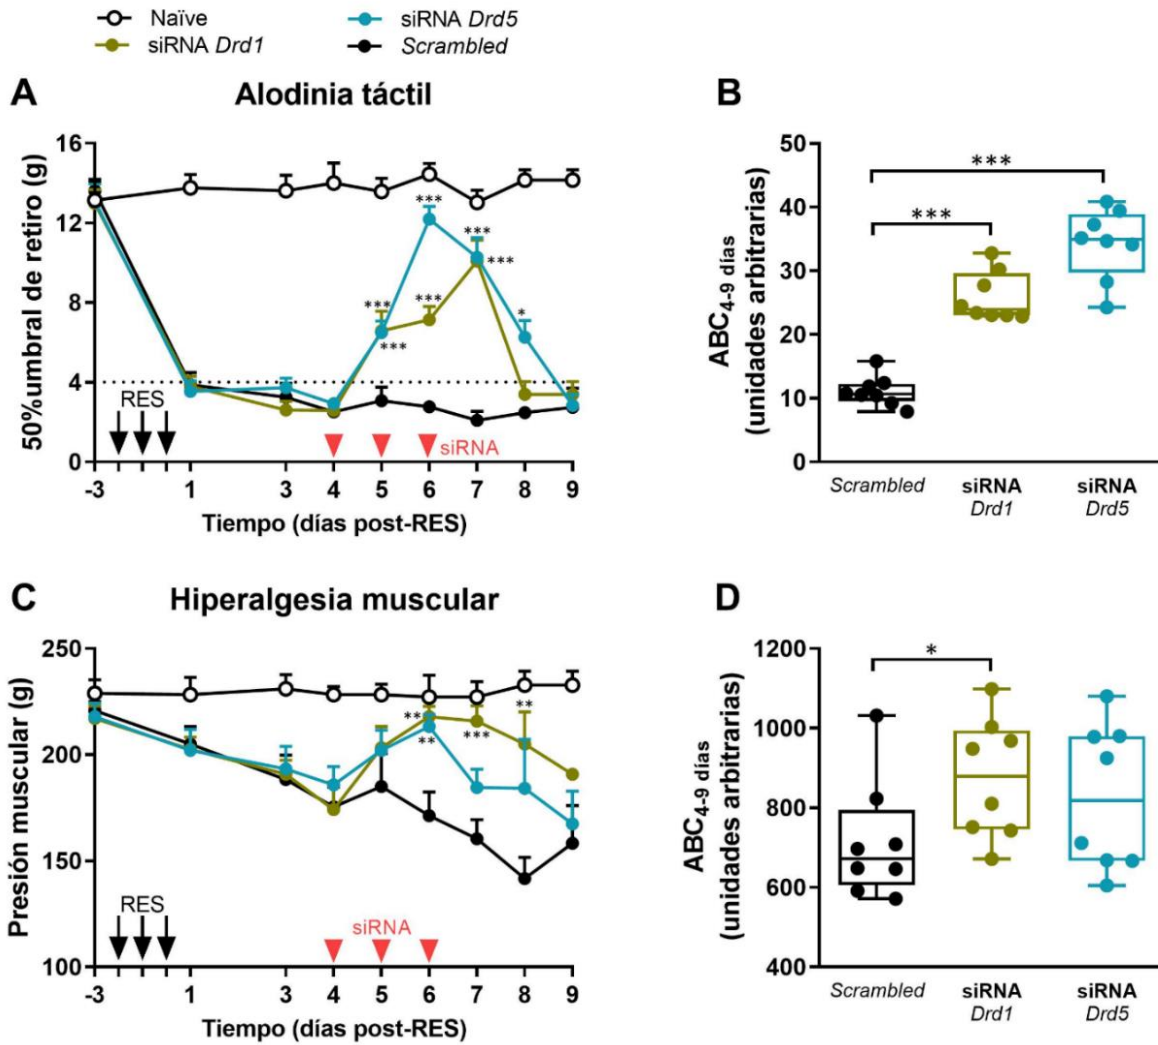 Naïve
siRNA Drd5
siRNA Drd1
Scrambled
A
Alodinia táctil
50%umbral de retiro (g)
16
12
8
4
0
***
***
***
***
***
***
*
RES
siRNA
-3 1 3 4 5 6 7 8 9
Tiempo (días post-RES)
B
ABC4-9 días
(unidades arbitrarias)
50
40
30
20
10
0
***
***
Scrambled
siRNA
Drd1
siRNA
Drd5
C
Hiperalgesia muscular
Presión muscular (g)
250
200
150
100
**
**
***
**
RES
siRNA
-3 1 3 4 5 6 7 8 9
Tiempo (días post-RES)
D
ABC4-9 días
(unidades arbitrarias)
1200
1000
800
600
400
*
Scrambled
siRNA
Drd1
siRNA
Drd5